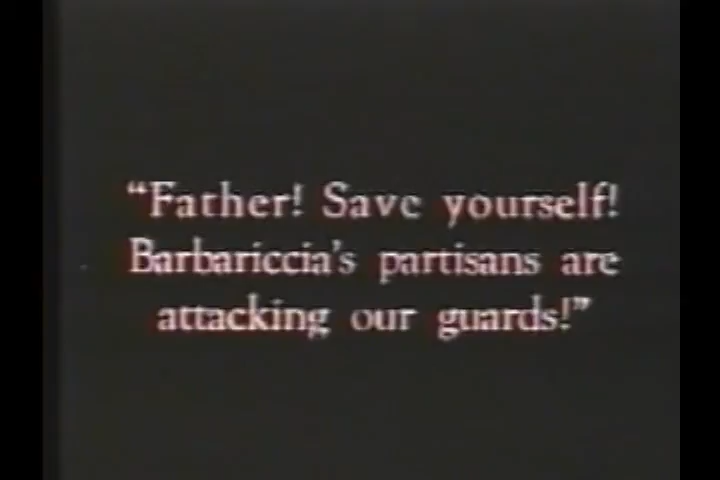 “Father! Save yourself!
Barbariccia’s partisans are
attacking our guards!”